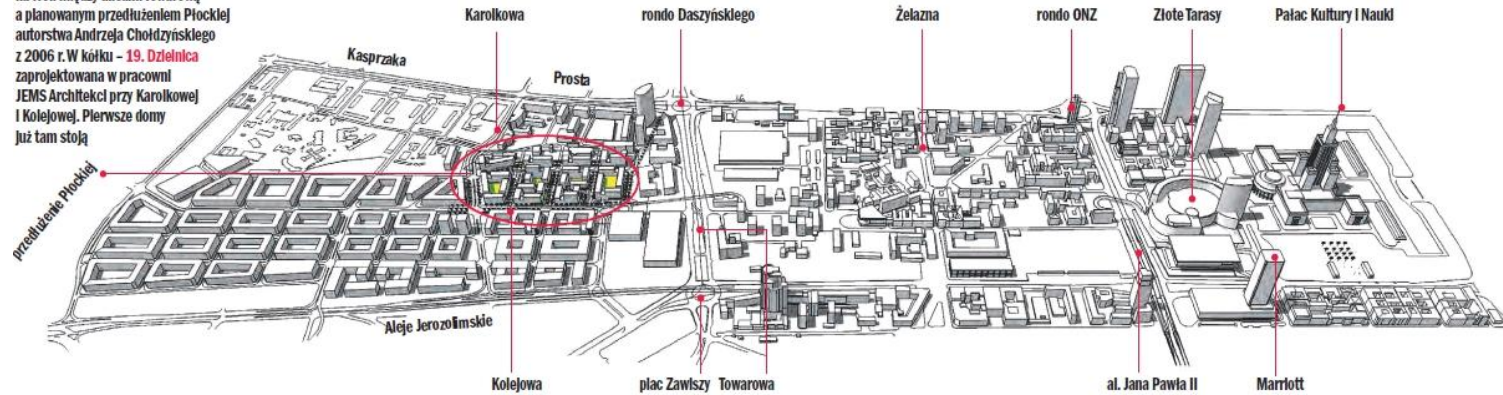 a planowanym przedłużeniem Płockiej
autorstwa Andrzeja Chołdzyńskiego
z 2006 r. W kółku – 19. Dzielnica
zaprojektowana w pracowni
JEMS Architekci przy Karolkowej
i Kolejowej. Pierwsze domy
już tam stoją
Karolkowa
rondo Daszyńskiego
Żelazna
rondo ONZ
Złote Tarasy
Pałac Kultury i Nauki
Kasprzaka
Prosta
przedłużenie Płockiej
Aleje Jerozolimskie
Kolejowa
plac Zawiszy
Towarowa
al. Jana Pawła II
Marriott